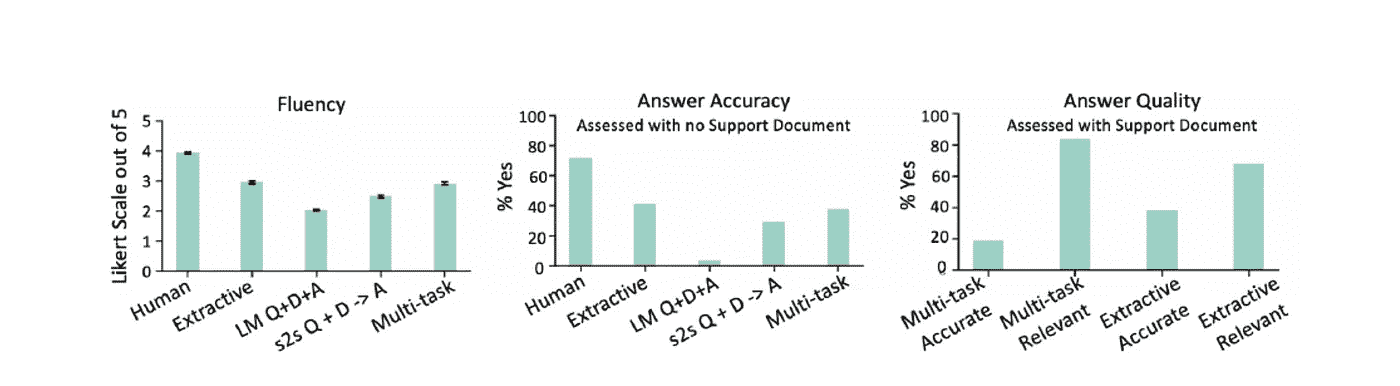 Fluency
Likert Scale out of 5
5
4
3
2
1
0
Human
Extractive
LM Q+D+A
s2s Q + D -> A
Multi-task
Answer Accuracy
Assessed with no Support Document
% Yes
100
80
60
40
20
0
Human
Extractive
LM Q+D+A
s2s Q + D -> A
Multi-task
Answer Quality
Assessed with Support Document
% Yes
100
80
60
40
20
0
Multi-task
Accurate
Multi-task
Relevant
Extractive
Accurate
Extractive
Relevant